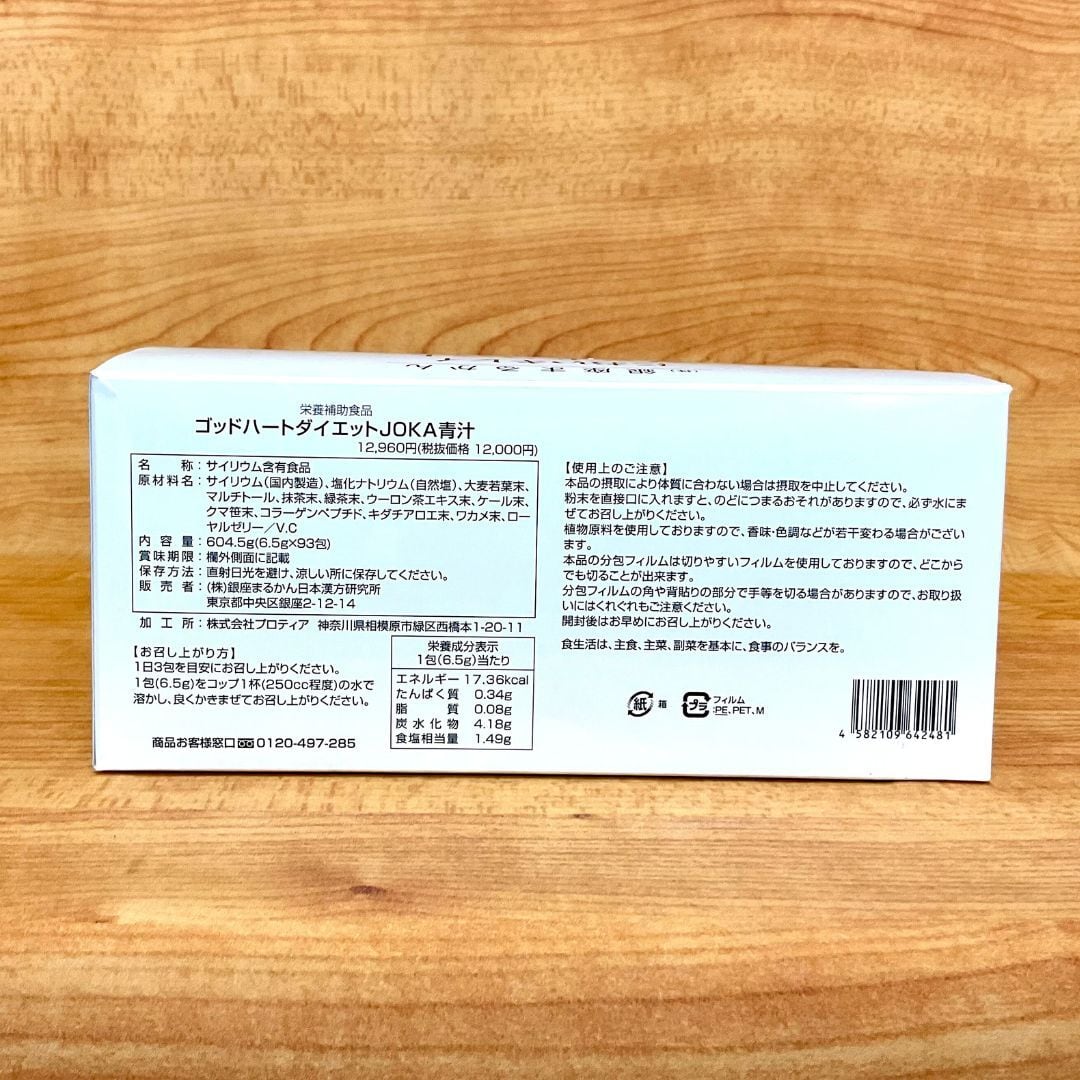 銀座まるかん
栄養補助食品
ゴッドハートダイエットJOKA青汁
12,960円(税抜価格 12,000円)
名　　称：サイリウム含有食品
原材料名：サイリウム(国内製造)、塩化ナトリウム(自然塩)、大麦若葉末、
マルチトール、抹茶末、緑茶末、ウーロン茶エキス末、ケール末、
クマ笹末、コラーゲンペプチド、キダチアロエ末、ワカメ末、ロー
ヤルゼリー／V.C
内 容 量：604.5g(6.5g×93包)
賞味期限：欄外側面に記載
保存方法：直射日光を避け、涼しい所に保存してください。
販 売 者：(株)銀座まるかん日本漢方研究所
東京都中央区銀座2-12-14
加 工 所：株式会社プロティア 神奈川県相模原市緑区西橋本1-20-11
【お召し上がり方】
1日3包を目安にお召し上がりください。
1包(6.5g)をコップ1杯(250cc程度)の水で
溶かし、良くかきまぜてお召し上がりください。
商品お客様窓口 0120-497-285
栄養成分表示
1包(6.5g)当たり
エネルギー 17.36kcal
たんぱく質 0.34g
脂　　質 0.08g
炭水化物 4.18g
食塩相当量 1.49g
【使用上のご注意】
本品の摂取により体質に合わない場合は摂取を中止してください。
粉末を直接口に入れますと、のどにつまるおそれがありますので、必ず水にま
ぜてお召し上がりください。
植物原料を使用しておりますので、香味・色調などが若干変わる場合がござい
ます。
本品の分包フィルムは切りやすいフィルムを使用しておりますので、どこから
でも切ることが出来ます。
分包フィルムの角や背貼りの部分で手等を切る場合がありますので、お取り扱
いにはくれぐれもご注意ください。
開封後はお早めにお召し上がりください。
食生活は、主食、主菜、副菜を基本に、食事のバランスを。
紙 箱
プラ フィルム
:PE、PET、M
4 582109 642481